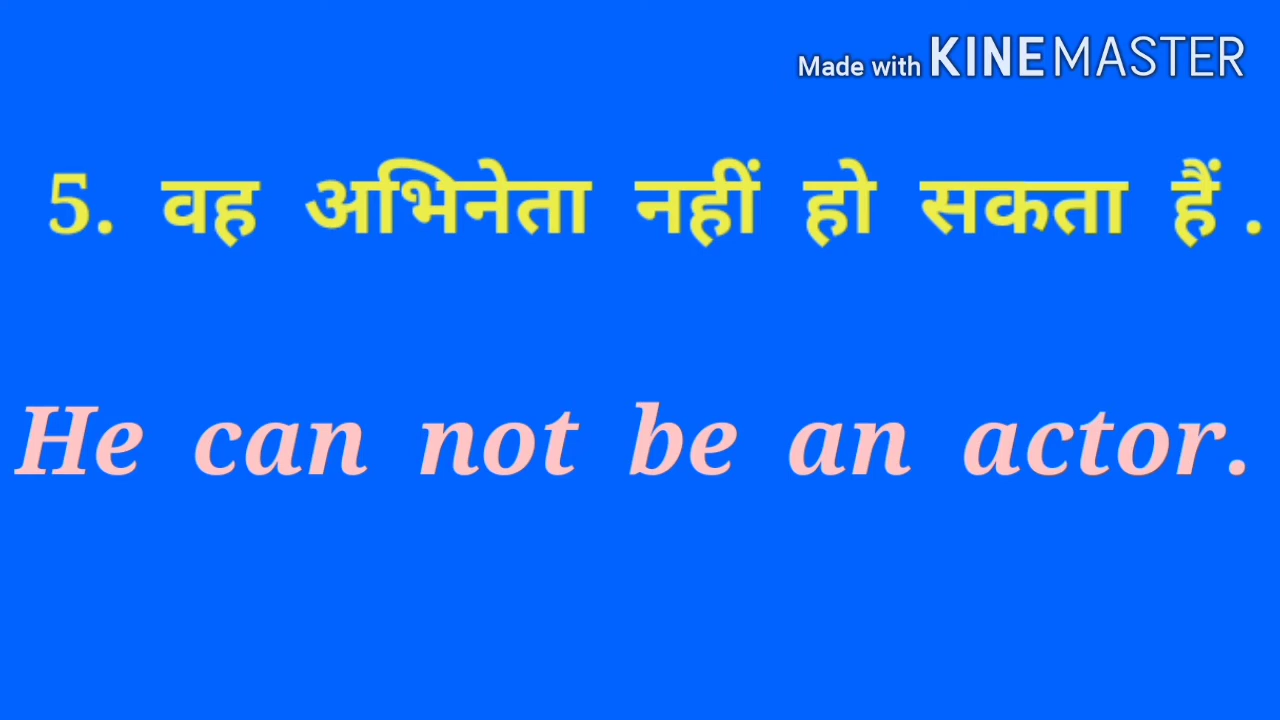 Made with KINEMASTER
5. वह अभिनेता नहीं हो सकता हैं .
He can not be an actor.